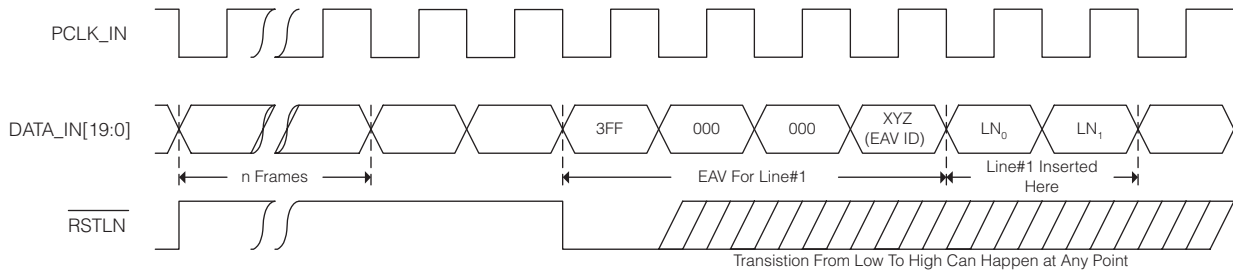 PCLK_IN
DATA_IN[19:0]
3FF
000
000
XYZ
(EAV ID)
LN₀
LN₁
n Frames
EAV For Line#1
Line#1 Inserted
Here
RSTLN
Transistion From Low To High Can Happen at Any Point